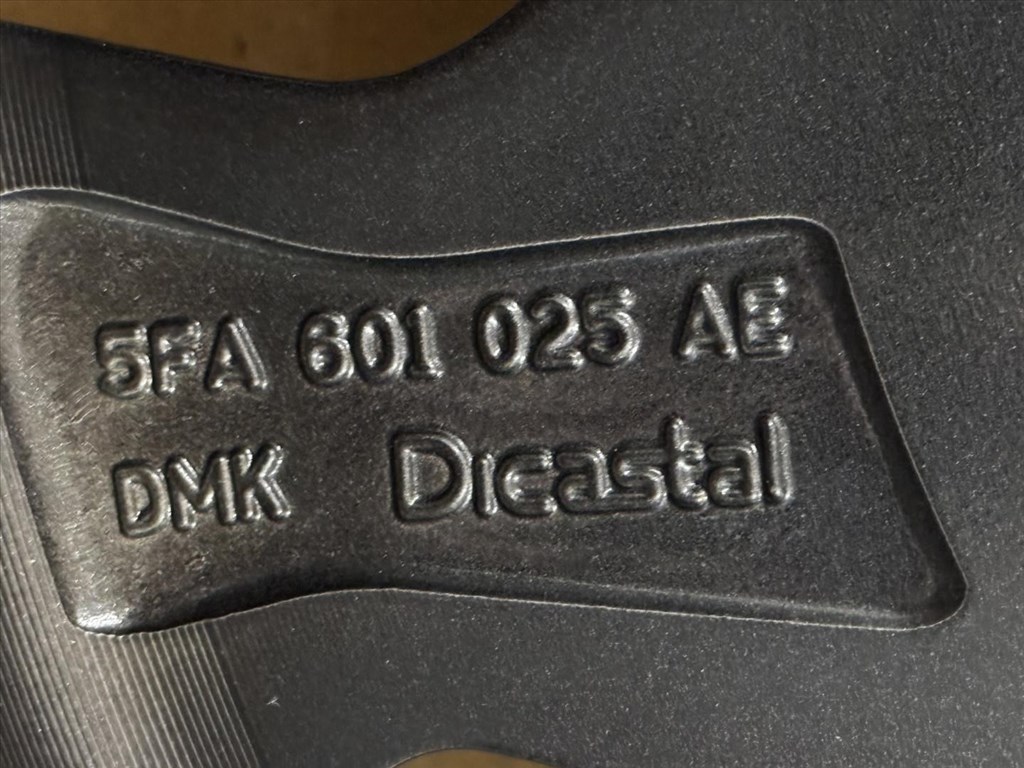 5FA 601 025 AE
DMK Dicastal